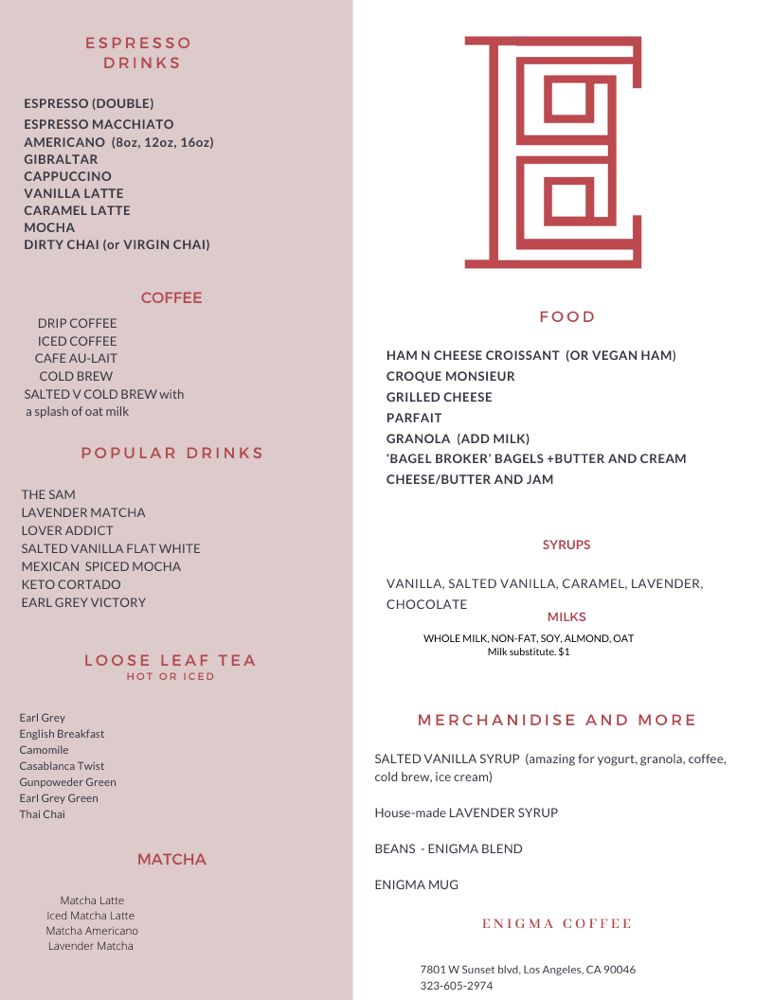 ESPRESSO
DRINKS
ESPRESSO (DOUBLE)
ESPRESSO MACCHIATO
AMERICANO (8oz, 12oz, 16oz)
GIBRALTAR
CAPPUCCINO
VANILLA LATTE
CARAMEL LATTE
MOCHA
DIRTY CHAI (or VIRGIN CHAI)
COFFEE
DRIP COFFEE
ICED COFFEE
CAFE AU-LAIT
COLD BREW
SALTED V COLD BREW with
a splash of oat milk
POPULAR DRINKS
THE SAM
LAVENDER MATCHA
LOVER ADDICT
SALTED VANILLA FLAT WHITE
MEXICAN SPICED MOCHA
KETO CORTADO
EARL GREY VICTORY
LOOSE LEAF TEA
HOT OR ICED
Earl Grey
English Breakfast
Camomile
Casablanca Twist
Gunpoweder Green
Earl Grey Green
Thai Chai
MATCHA
Matcha Latte
Iced Matcha Latte
Matcha Americano
Lavender Matcha
FOOD
HAM N CHEESE CROISSANT (OR VEGAN HAM)
CROQUE MONSIEUR
GRILLED CHEESE
PARFAIT
GRANOLA (ADD MILK)
'BAGEL BROKER' BAGELS +BUTTER AND CREAM
CHEESE/BUTTER AND JAM
SYRUPS
VANILLA, SALTED VANILLA, CARAMEL, LAVENDER,
CHOCOLATE
MILKS
WHOLE MILK, NON-FAT, SOY, ALMOND, OAT
Milk substitute. $1
MERCHANIDISE AND MORE
SALTED VANILLA SYRUP (amazing for yogurt, granola, coffee,
cold brew, ice cream)
House-made LAVENDER SYRUP
BEANS - ENIGMA BLEND
ENIGMA MUG
ENIGMA COFFEE
7801 W Sunset blvd, Los Angeles, CA 90046
323-605-2974